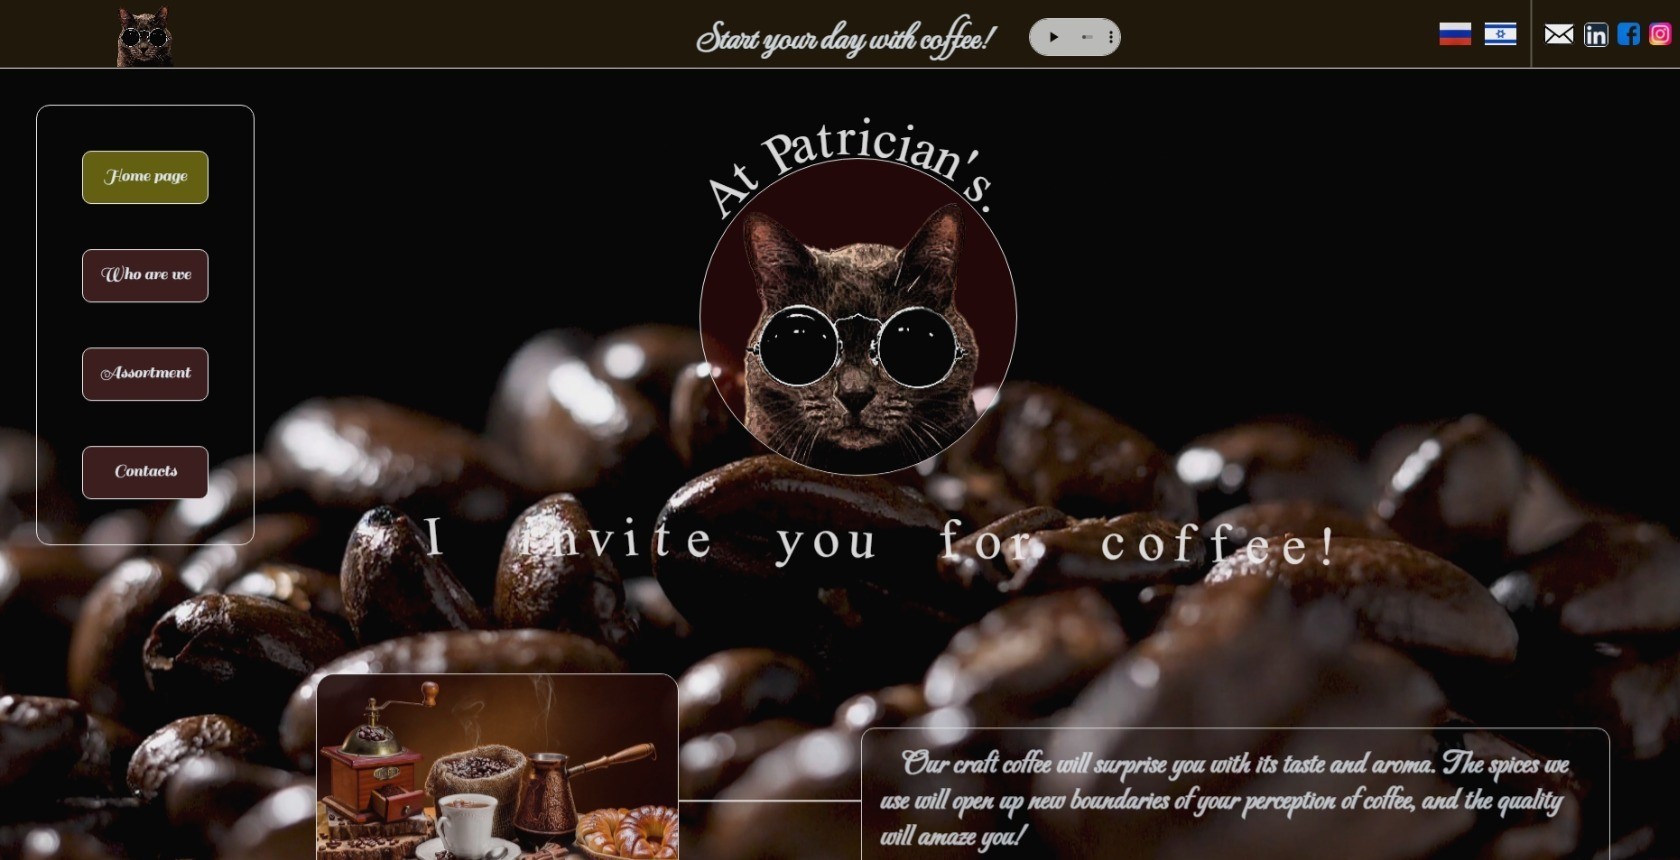 Start your day with coffee!
in
f
At Patrician's.
Home page
Who are we
Assortment
Contacts
I invite you for coffee!
Our craft coffee will surprise you with its taste and aroma. The spices we
use will open up new boundaries of your perception of coffee, and the quality
will amaze you!